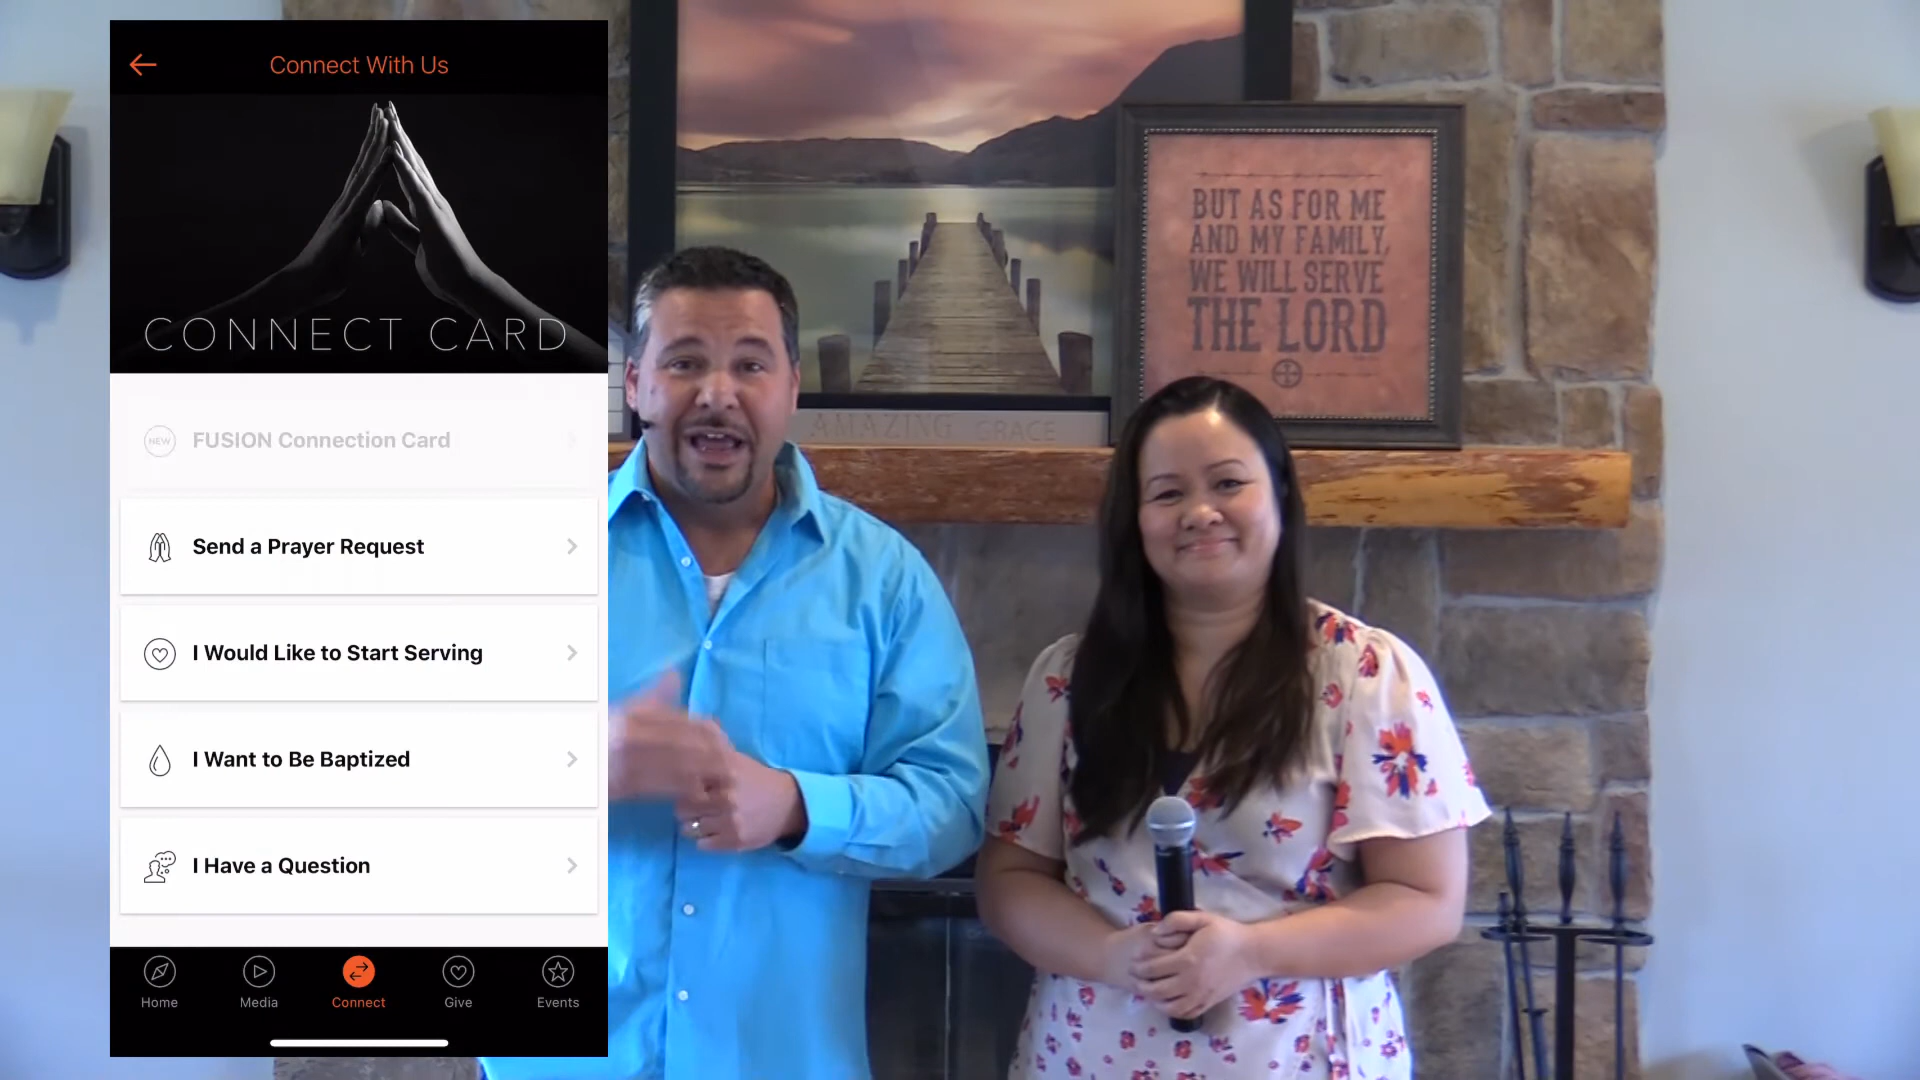 Connect With Us
CONNECT CARD
NEW
FUSION Connection Card
Send a Prayer Request
I Would Like to Start Serving
I Want to Be Baptized
I Have a Question
Home
Media
Connect
Give
Events
BUT AS FOR ME
AND MY FAMILY,
WE WILL SERVE
THE LORD
AMAZING GRACE